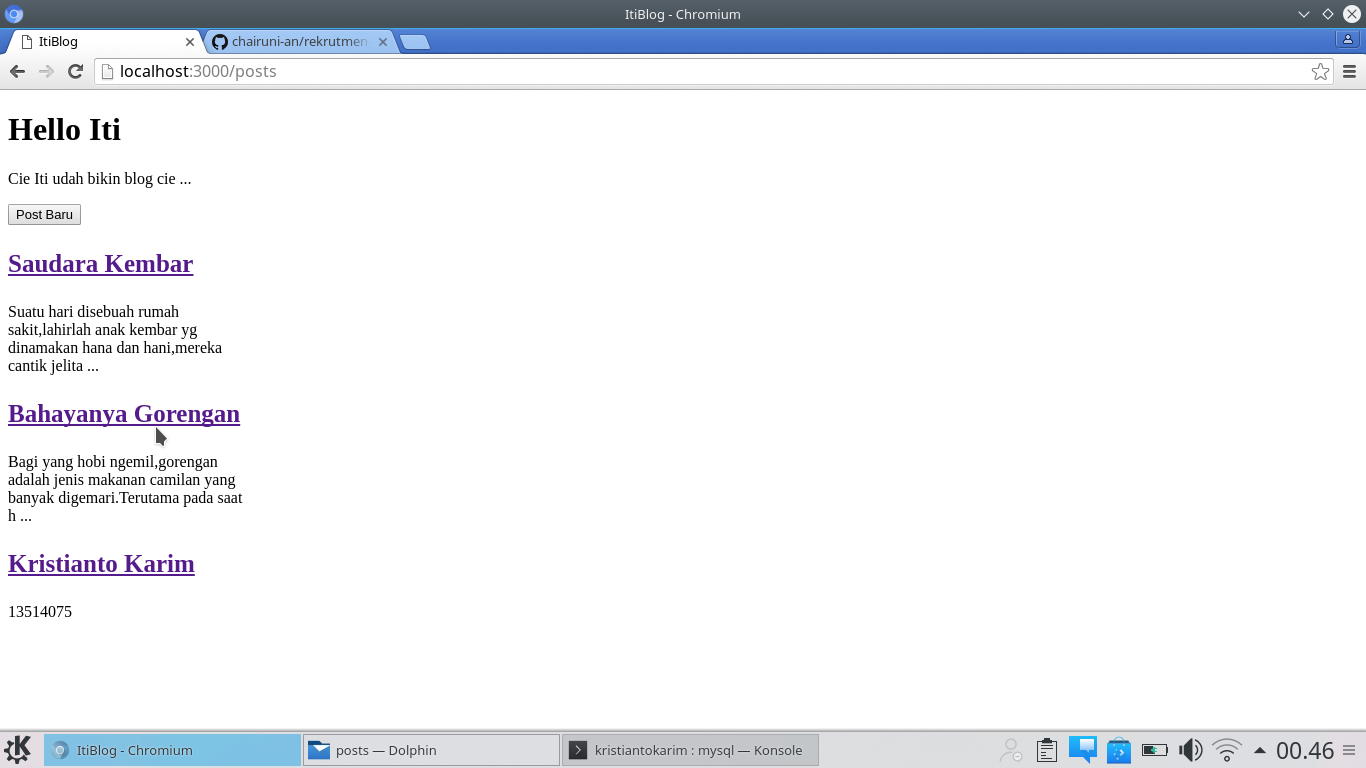 ItiBlog - Chromium
ItiBlog
chairuni-an/rekrutmen
localhost:3000/posts
Hello Iti
Cie Iti udah bikin blog cie ...
Post Baru
Saudara Kembar
Suatu hari disebuah rumah
sakit,lahirlah anak kembar yg
dinamakan hana dan hani,mereka
cantik jelita ...
Bahayanya Gorengan
Bagi yang hobi ngemil,gorengan
adalah jenis makanan camilan yang
banyak digemari.Terutama pada saat
h ...
Kristianto Karim
13514075
ItiBlog - Chromium
posts — Dolphin
kristiantokarim : mysql — Konsole
00.46